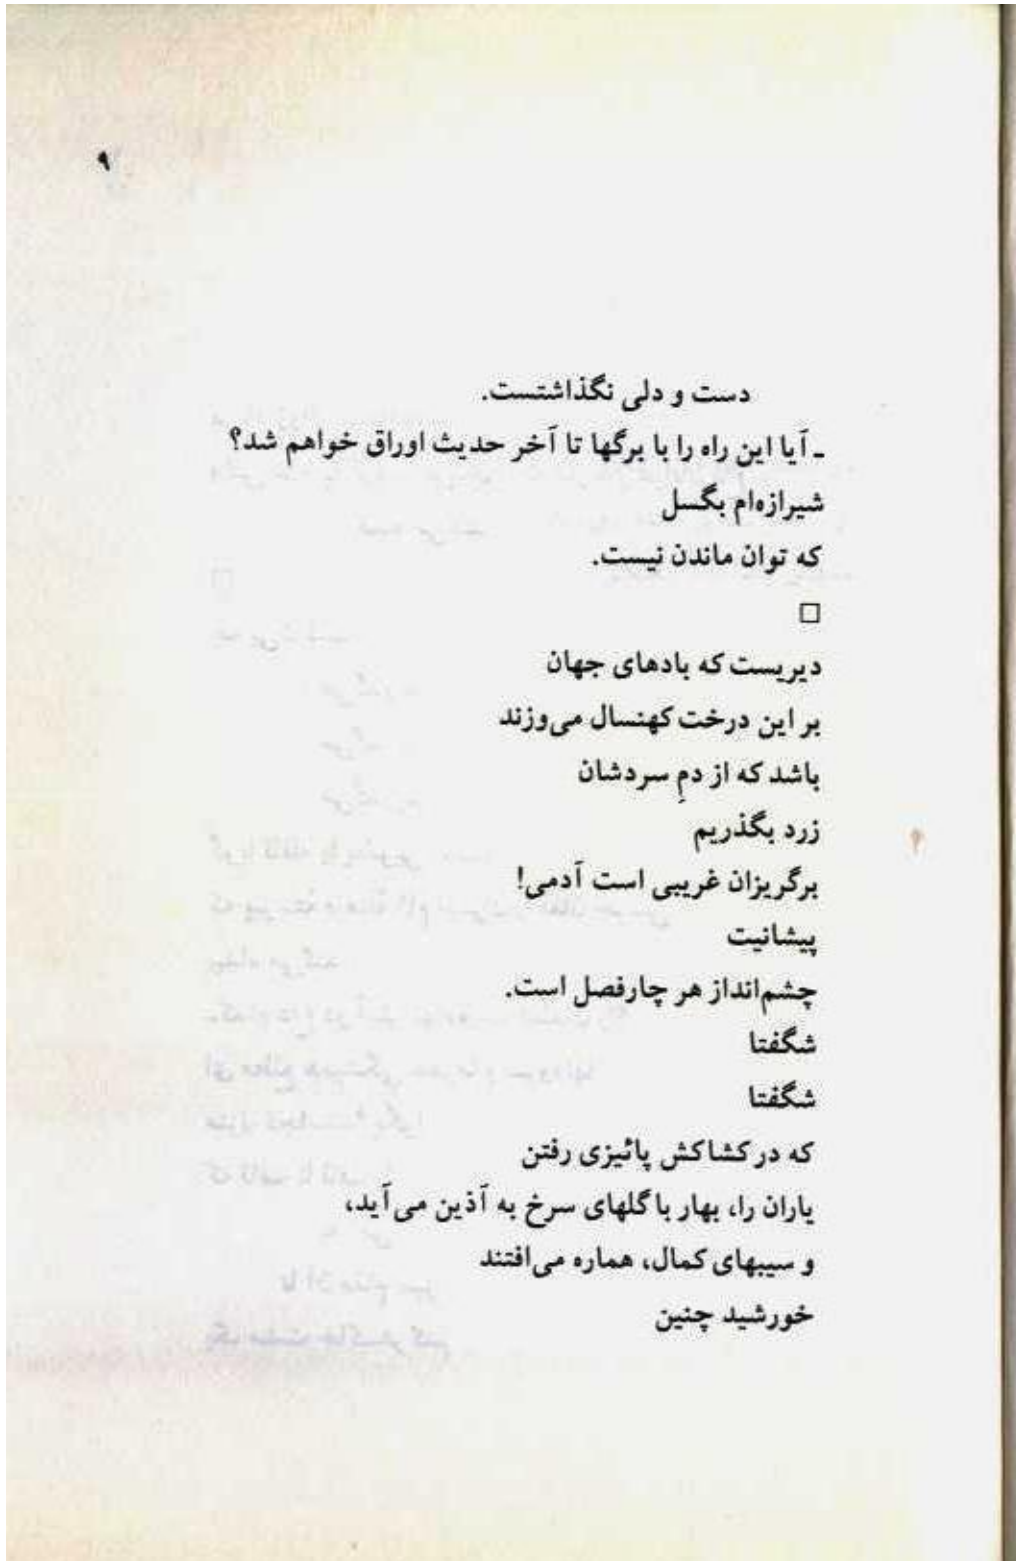 ۹
دست و دلی نگذاشتست.
ـ آیا این راه را با برگها تا آخر حدیث اوراق خواهم شد؟
شیرازه‌ام بگسل
که توان ماندن نیست.
□
دیریست که بادهای جهان
بر این درخت کهنسال می‌وزند
باشد که از دمِ سردشان
زرد بگذریم
برگریزان غریبی است آدمی!
پیشانیت
چشم‌انداز هر چارفصل است.
شگفتا
شگفتا
که در کشاکش پائیزی رفتن
یاران را، بهار با گلهای سرخ به آذین می‌آید،
و سیبهای کمال، هماره می‌افتند
خورشید چنین